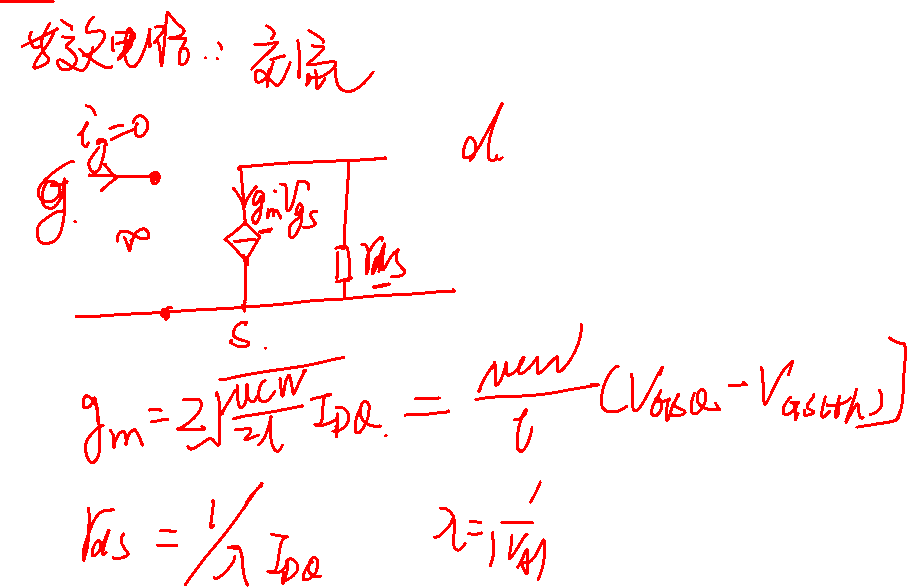 等效电路:交流
i_g=0
d
g
g_m V_gs
r_ds
S.
g_m = 2√(μCW/2l I_DQ) = μCW/l (V_GSQ - V_GS(th))]
r_ds = 1/λI_DQ    λ = 1/|V_A|